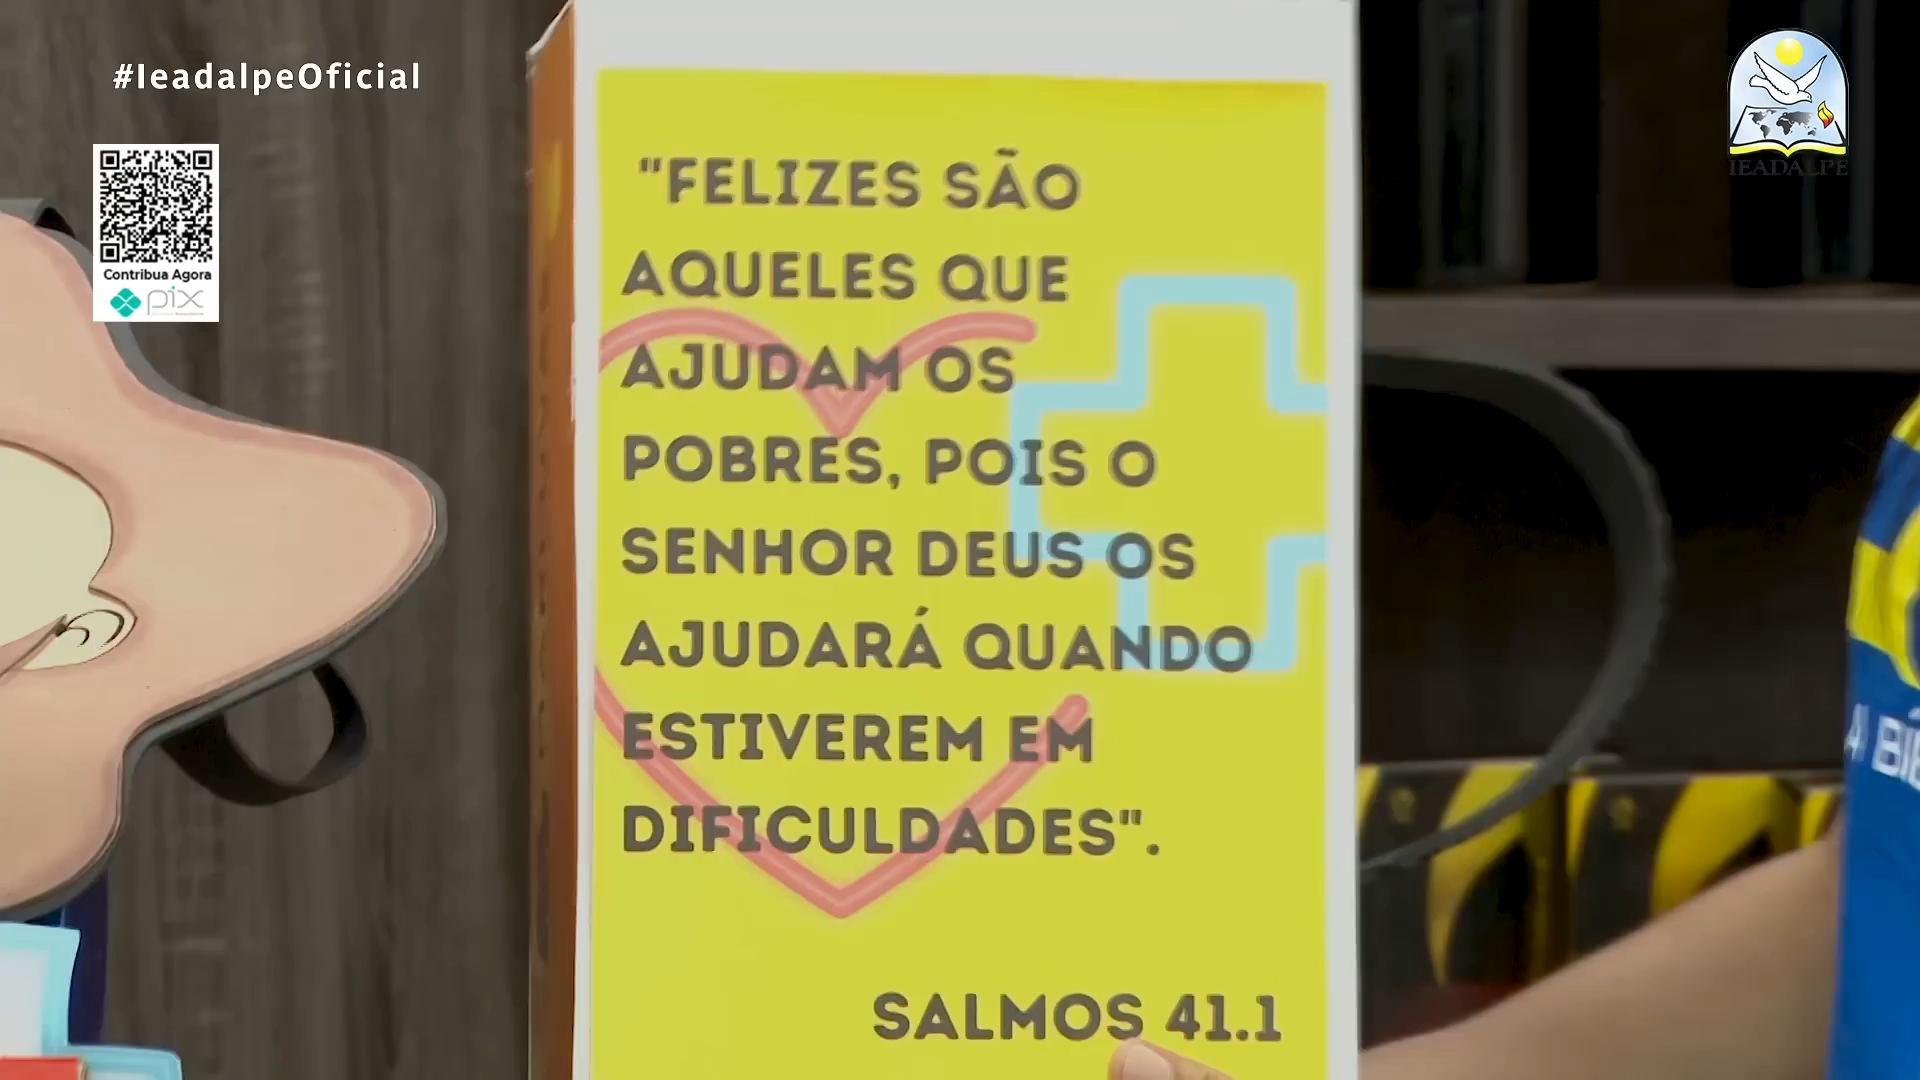 #IeadalpeOficial
Contribua Agora
pix
IEADALPE
"FELIZES SÃO
AQUELES QUE
AJUDAM OS
POBRES, POIS O
SENHOR DEUS OS
AJUDARÁ QUANDO
ESTIVEREM EM
DIFICULDADES".
SALMOS 41.1
A BÍ